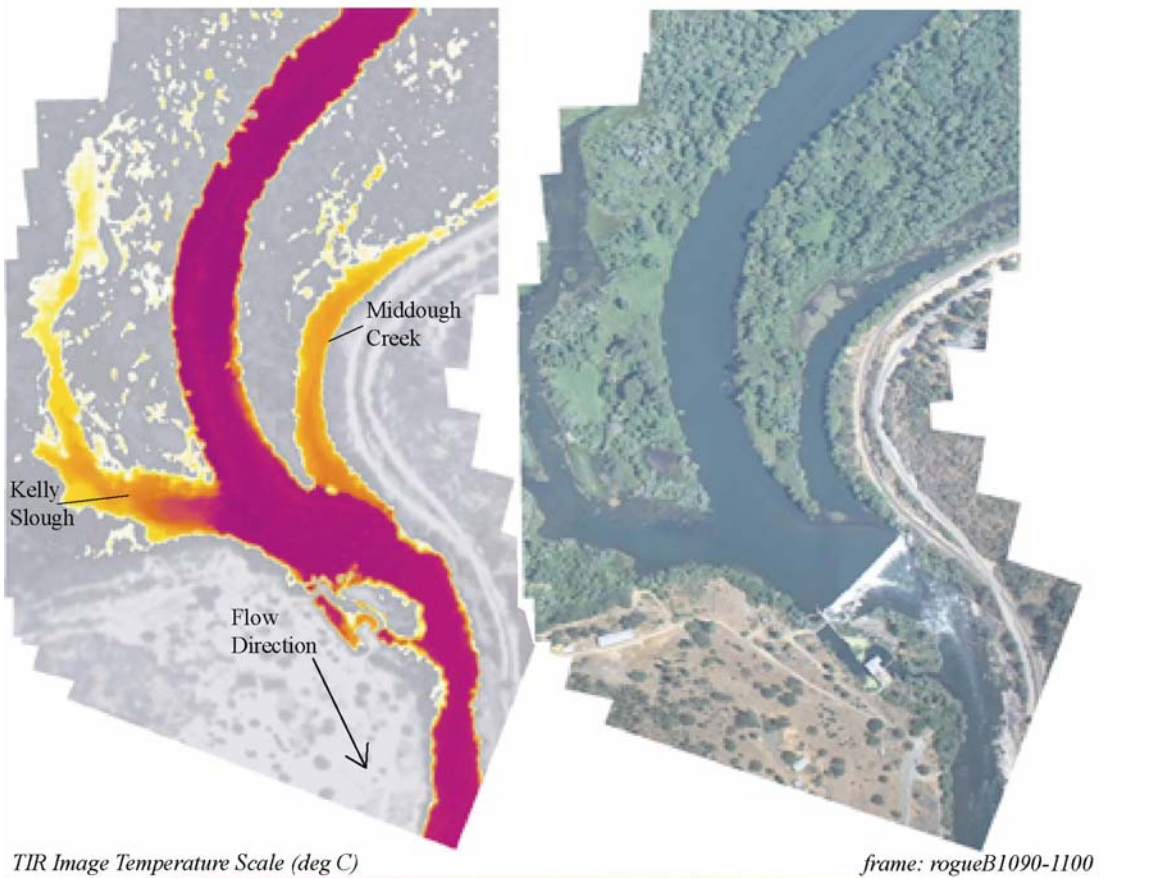 Middough
Creek
Kelly
Slough
Flow
Direction
TIR Image Temperature Scale (deg C)
frame: rogueB1090-1100